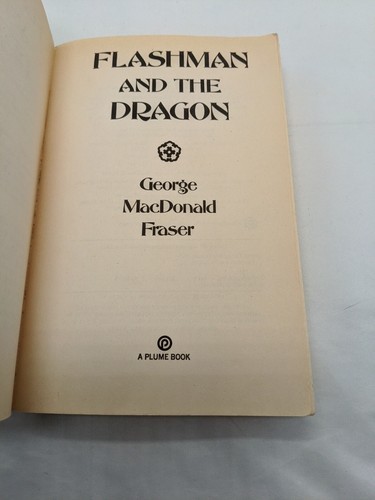 FLASHMAN
AND THE
DRAGON
George
MacDonald
Fraser
A PLUME BOOK